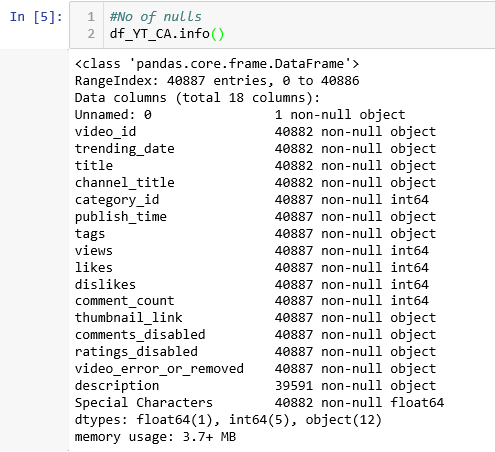 In [5]:
1 #No of nulls
2 df_YT_CA.info()
<class 'pandas.core.frame.DataFrame'>
RangeIndex: 40887 entries, 0 to 40886
Data columns (total 18 columns):
Unnamed: 0                1 non-null object
video_id                  40882 non-null object
trending_date             40882 non-null object
title                     40882 non-null object
channel_title             40882 non-null object
category_id               40887 non-null int64
publish_time              40887 non-null object
tags                      40887 non-null object
views                     40887 non-null int64
likes                     40887 non-null int64
dislikes                  40887 non-null int64
comment_count             40887 non-null int64
thumbnail_link            40887 non-null object
comments_disabled         40887 non-null object
ratings_disabled          40887 non-null object
video_error_or_removed    40887 non-null object
description               39591 non-null object
Special Characters        40882 non-null float64
dtypes: float64(1), int64(5), object(12)
memory usage: 3.7+ MB